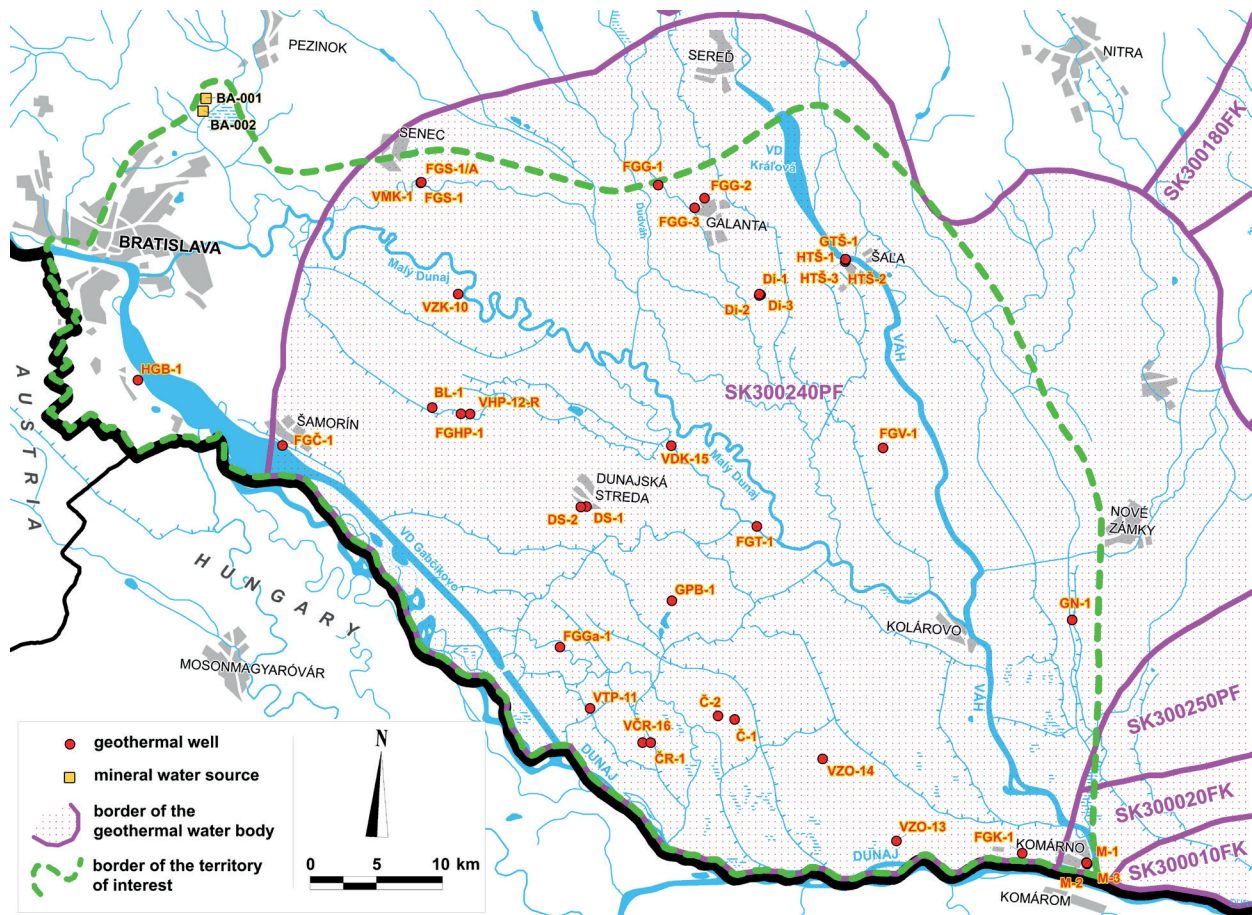 PEZINOK
SEREĎ
NITRA
BA-001
BA-002
SENEC
VD
Kráľová
SK300180FK
FGS-1/A
FGG-1
VMK-1
FGS-1
FGG-2
Dudváh
FGG-3
GALANTA
BRATISLAVA
GTŠ-1
HTŠ-1
ŠAĽA
Malý Dunaj
Di-1
HTŠ-3
HTŠ-2
VZK-10
Di-2
Di-3
VÁH
HGB-1
AUSTRIA
SK300240PF
BL-1
VHP-12-R
ŠAMORÍN
FGHP-1
FGČ-1
FGV-1
VDK-15
Malý Dunaj
DUNAJSKÁ
STREDA
DS-2
DS-1
NOVÉ
ZÁMKY
FGT-1
VD Gabčíkovo
HUNGARY
GPB-1
GN-1
KOLÁROVO
FGGa-1
MOSONMAGYARÓVÁR
VÁH
SK300250PF
VTP-11
Č-2
VČR-16
Č-1
ČR-1
DUNAJ
VZO-14
SK300020FK
VZO-13
FGK-1
KOMÁRNO
M-1
DUNAJ
SK300010FK
M-2
M-3
KOMÁROM
geothermal well
mineral water source
border of the
geothermal water body
border of the territory
of interest
N
0 5 10 km